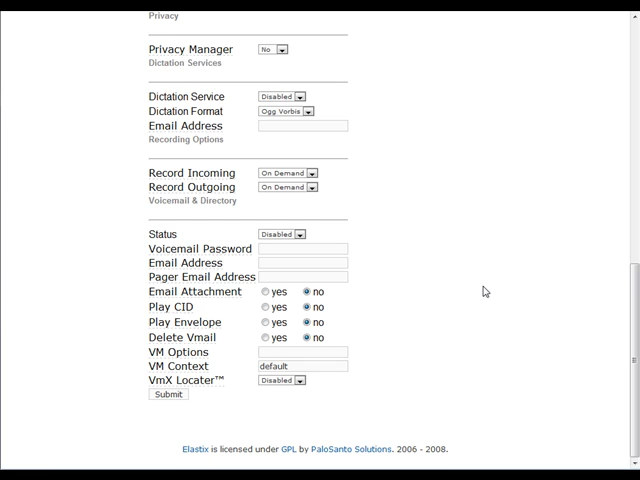 Privacy
Privacy Manager No
Dictation Services
Dictation Service Disabled
Dictation Format Ogg Vorbis
Email Address
Recording Options
Record Incoming On Demand
Record Outgoing On Demand
Voicemail & Directory
Status Disabled
Voicemail Password
Email Address
Pager Email Address
Email Attachment yes no
Play CID yes no
Play Envelope yes no
Delete Vmail yes no
VM Options
VM Context default
VmX Locater™ Disabled
Submit
Elastix is licensed under GPL by PaloSanto Solutions. 2006 - 2008.